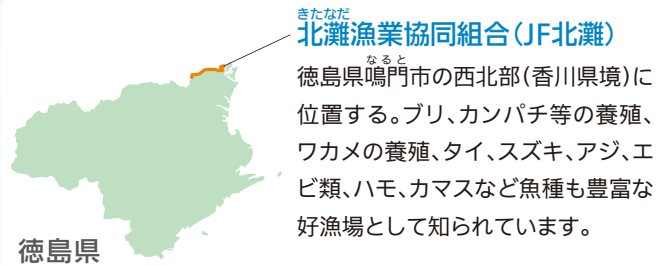 きたなだ
北灘漁業協同組合（JF北灘）
なると
徳島県鳴門市の西北部（香川県境）に
位置する。ブリ、カンパチ等の養殖、
ワカメの養殖、タイ、スズキ、アジ、エ
ビ類、ハモ、カマスなど魚種も豊富な
好漁場として知られています。
徳島県